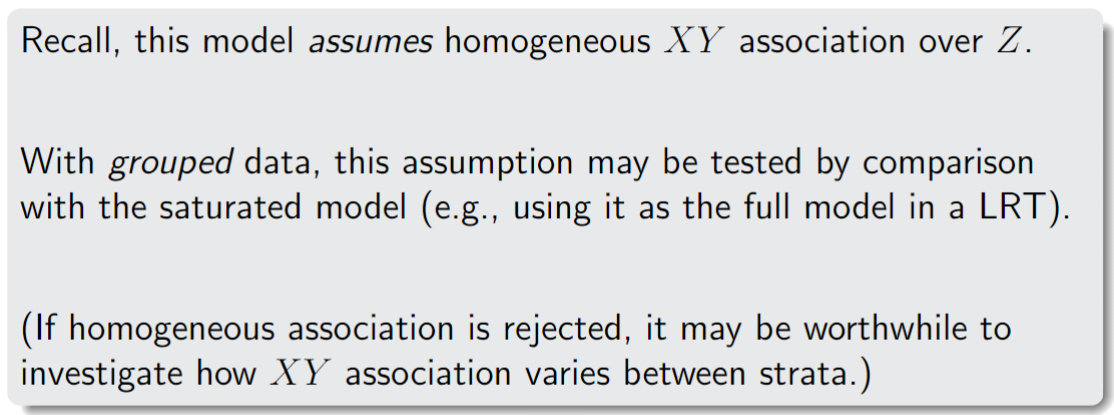 Recall, this model assumes homogeneous XY association over Z.
With grouped data, this assumption may be tested by comparison
with the saturated model (e.g., using it as the full model in a LRT).
(If homogeneous association is rejected, it may be worthwhile to
investigate how XY association varies between strata.)